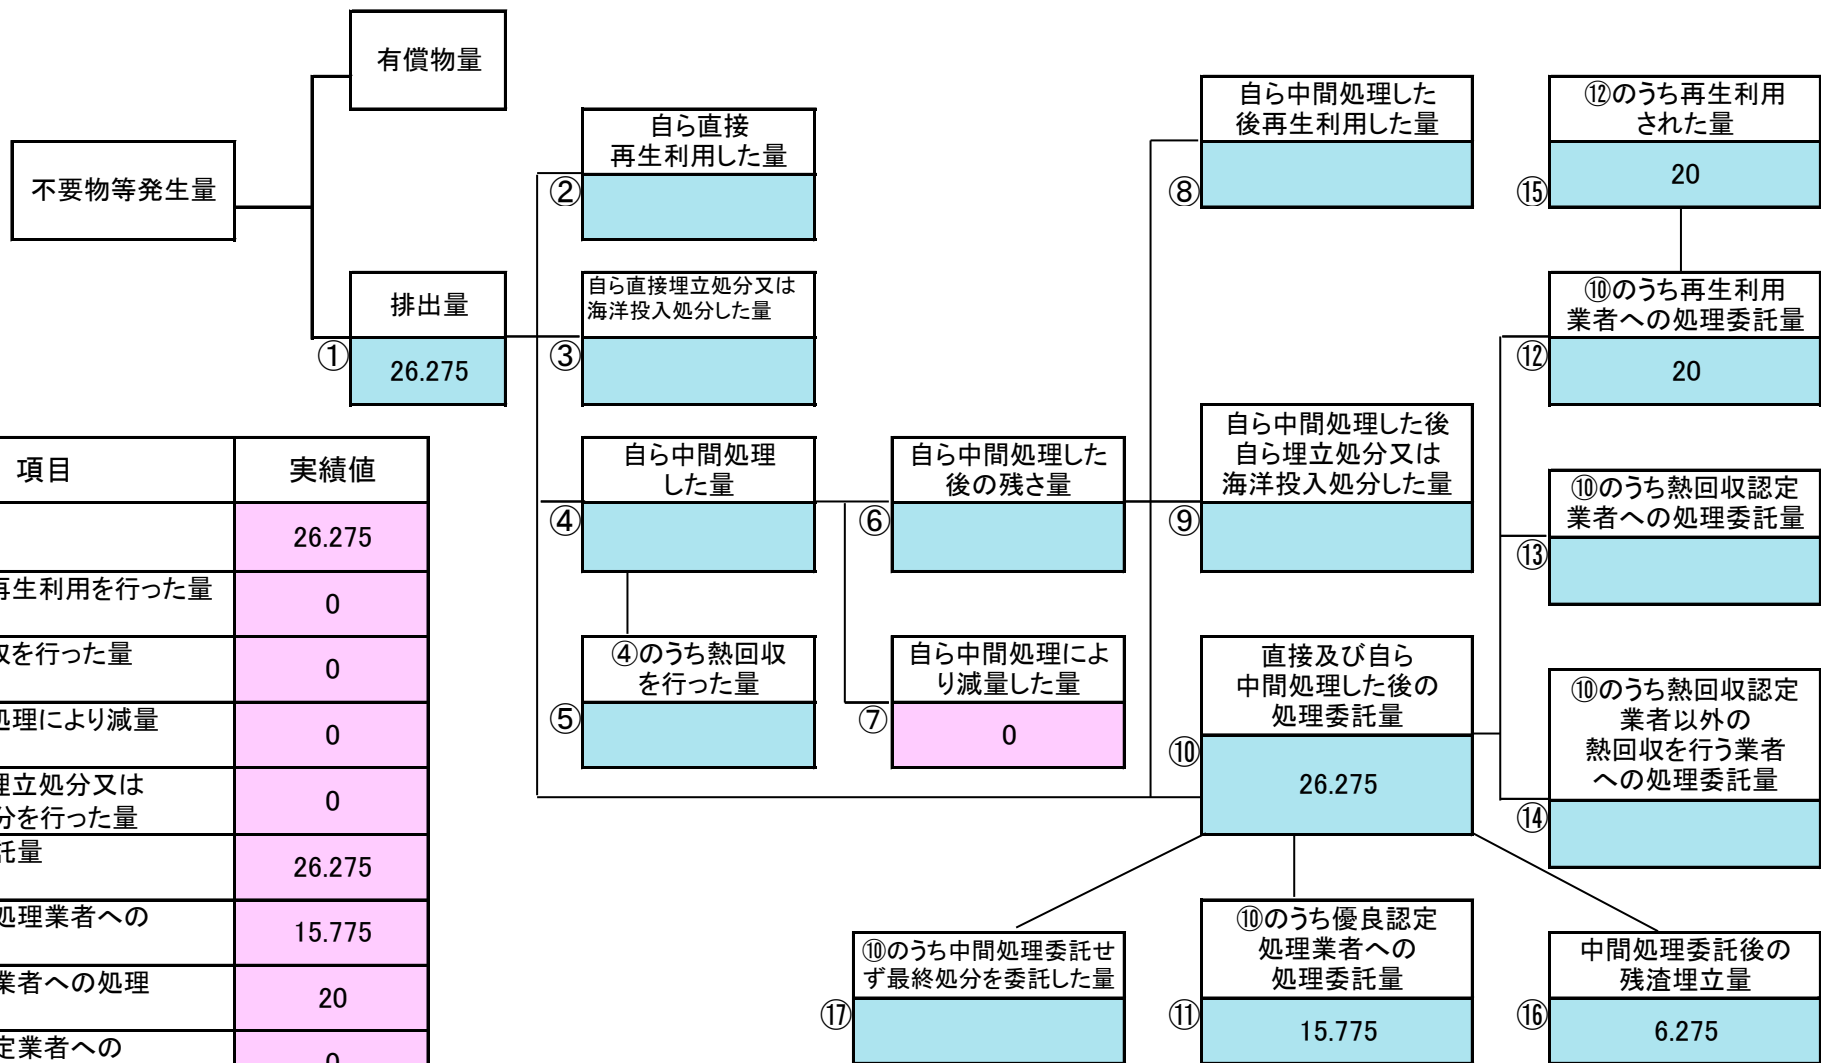 有償物量
不要物等発生量
排出量
①
26.275
自ら直接
再生利用した量
②
自ら直接埋立処分又は
海洋投入処分した量
③
自ら中間処理
した量
④
④のうち熱回収
を行った量
⑤
自ら中間処理した
後の残さ量
⑥
自ら中間処理によ
り減量した量
⑦
0
自ら中間処理した
後再生利用した量
⑧
自ら中間処理した後
自ら埋立処分又は
海洋投入処分した量
⑨
直接及び自ら
中間処理した後の
処理委託量
⑩
26.275
⑫のうち再生利用
された量
⑮
20
⑩のうち再生利用
業者への処理委託量
⑫
20
⑩のうち熱回収認定
業者への処理委託量
⑬
⑩のうち熱回収認定
業者以外の
熱回収を行う業者
への処理委託量
⑭
⑩のうち中間処理委託せ
ず最終処分を委託した量
⑰
⑩のうち優良認定
処理業者への
処理委託量
⑪
15.775
中間処理委託後の
残渣埋立量
⑯
6.275
項目 実績値
26.275
再生利用を行った量
0
を行った量
0
処理により減量
0
埋立処分又は
分を行った量
0
託量
26.275
処理業者への
15.775
業者への処理
20
定業者への
0